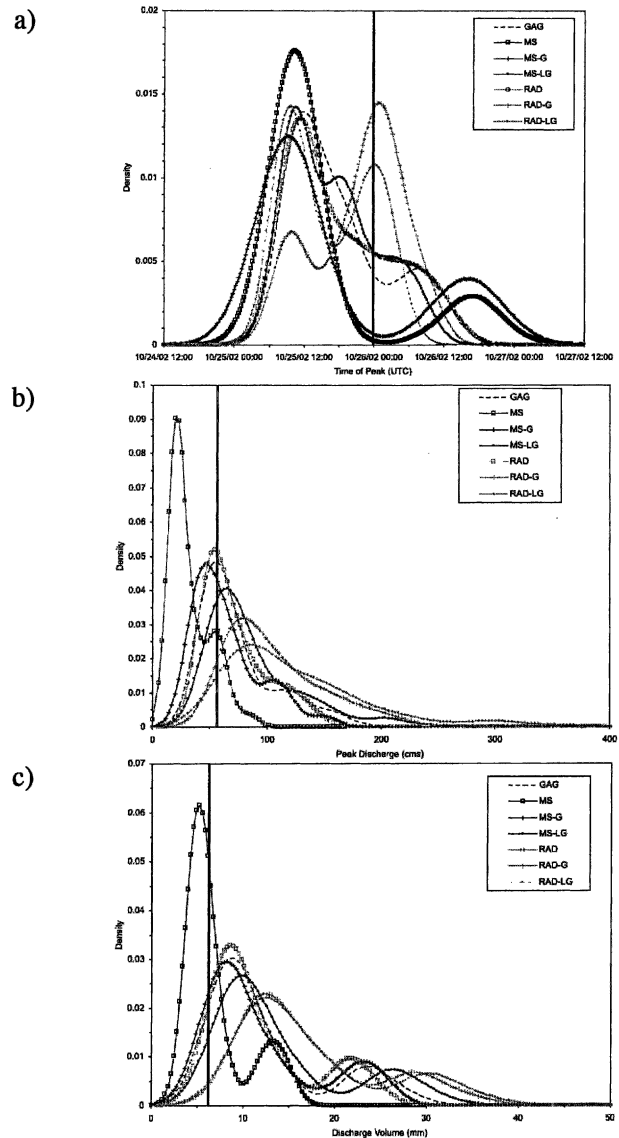 a)
0.02
0.015
0.01
0.005
0
Density
GAG
MS
MS-G
MS-LG
RAD
RAD-G
RAD-LG
10/24/02 12:00 10/25/02 00:00 10/25/02 12:00 10/26/02 00:00 10/26/02 12:00 10/27/02 00:00 10/27/02 12:00
Time of Peak (UTC)
b)
0.1
0.09
0.08
0.07
0.06
0.05
0.04
0.03
0.02
0.01
0
Density
GAG
MS
MS-G
MS-LG
RAD
RAD-G
RAD-LG
0 100 200 300 400
Peak Discharge (cms)
c)
0.07
0.06
0.05
0.04
0.03
0.02
0.01
0
Density
GAG
MS
MS-G
MS-LG
RAD
RAD-G
RAD-LG
0 10 20 30 40 50
Discharge Volume (mm)